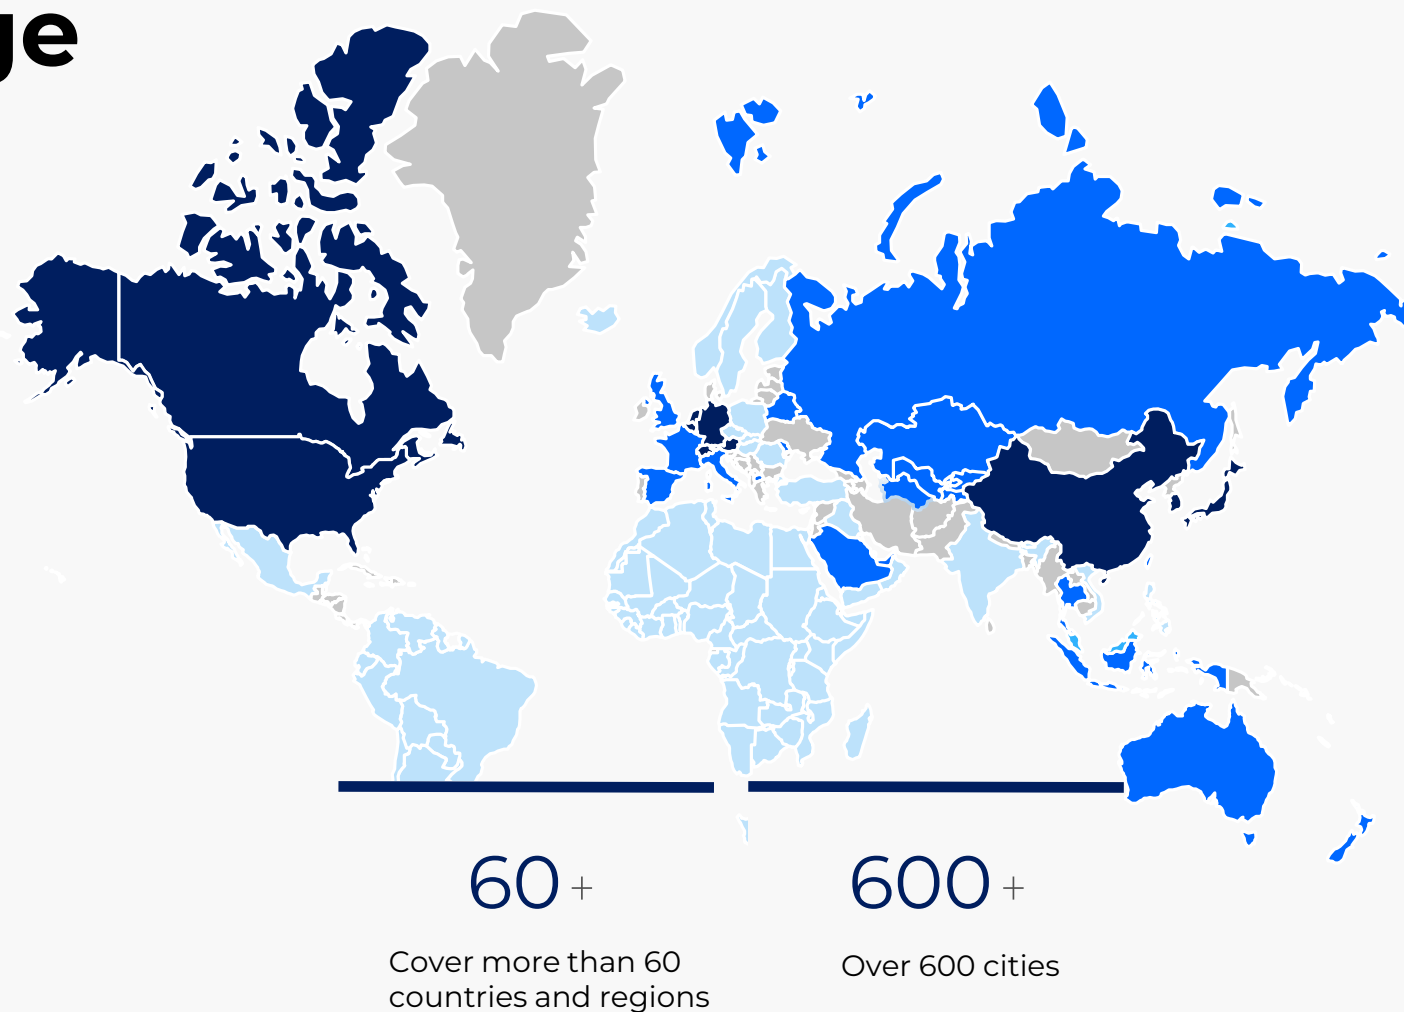 ge
60 +
600 +
Cover more than 60
countries and regions
Over 600 cities